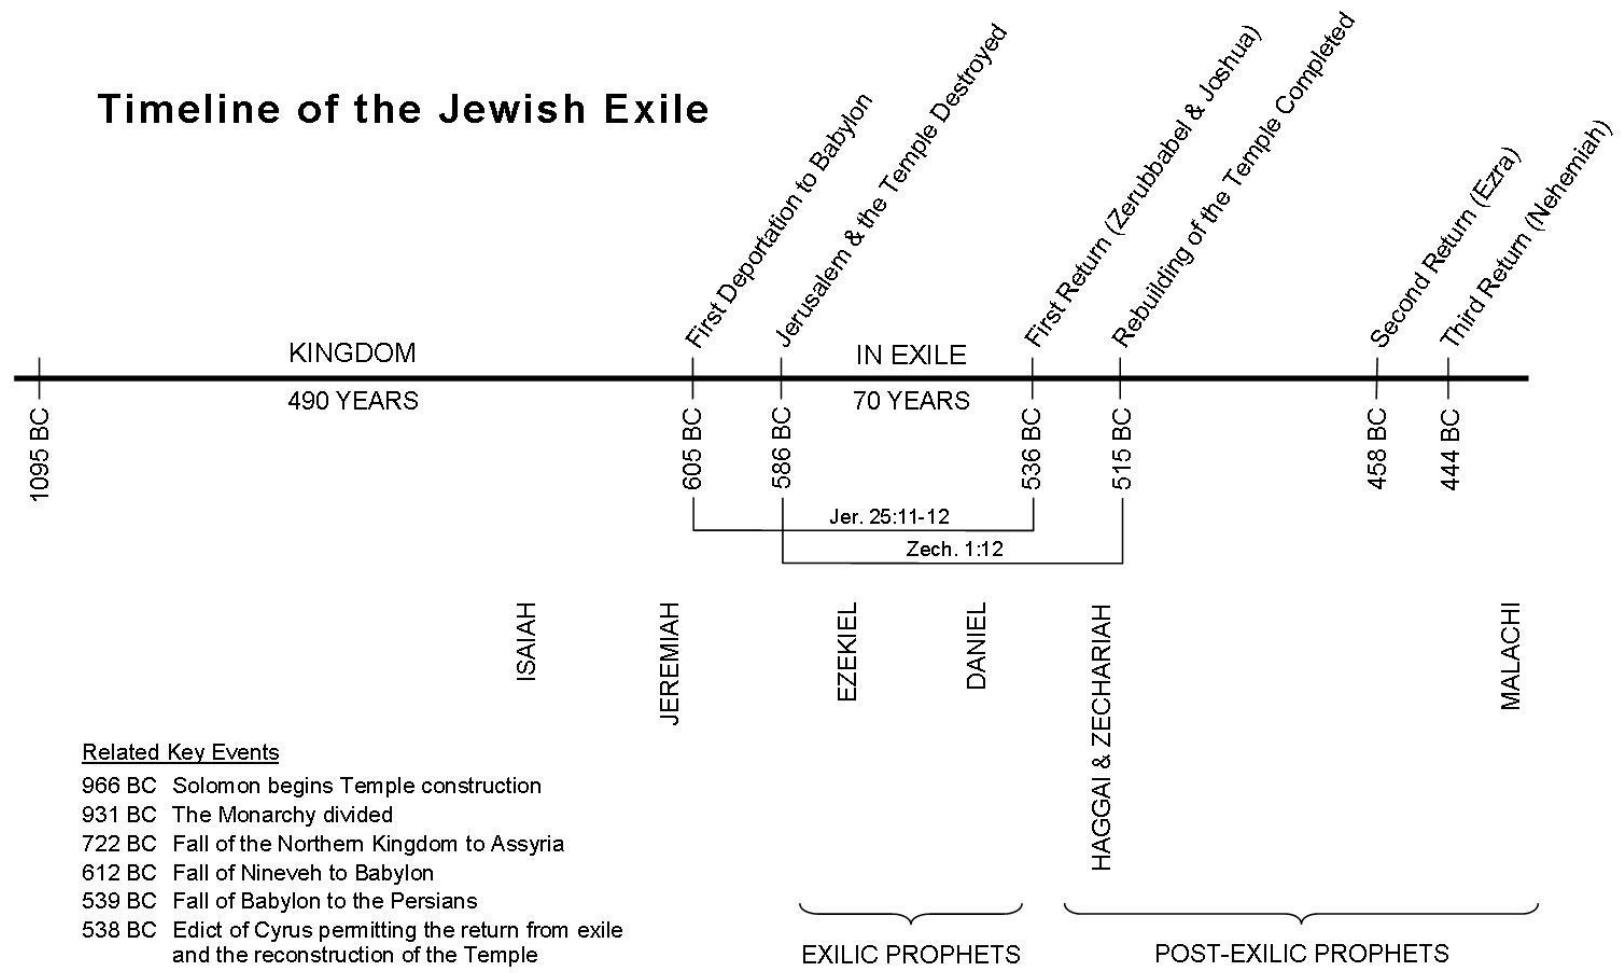 Timeline of the Jewish Exile
First Deportation to Babylon
Jerusalem & the Temple Destroyed
First Return (Zerubbabel & Joshua)
Rebuilding of the Temple Completed
Second Return (Ezra)
Third Return (Nehemiah)
KINGDOM
IN EXILE
490 YEARS
70 YEARS
1095 BC
605 BC
586 BC
536 BC
515 BC
458 BC
444 BC
Jer. 25:11-12
Zech. 1:12
ISAIAH
JEREMIAH
EZEKIEL
DANIEL
HAGGAI & ZECHARIAH
MALACHI
Related Key Events
966 BC Solomon begins Temple construction
931 BC The Monarchy divided
722 BC Fall of the Northern Kingdom to Assyria
612 BC Fall of Nineveh to Babylon
539 BC Fall of Babylon to the Persians
538 BC Edict of Cyrus permitting the return from exile
and the reconstruction of the Temple
EXILIC PROPHETS
POST-EXILIC PROPHETS